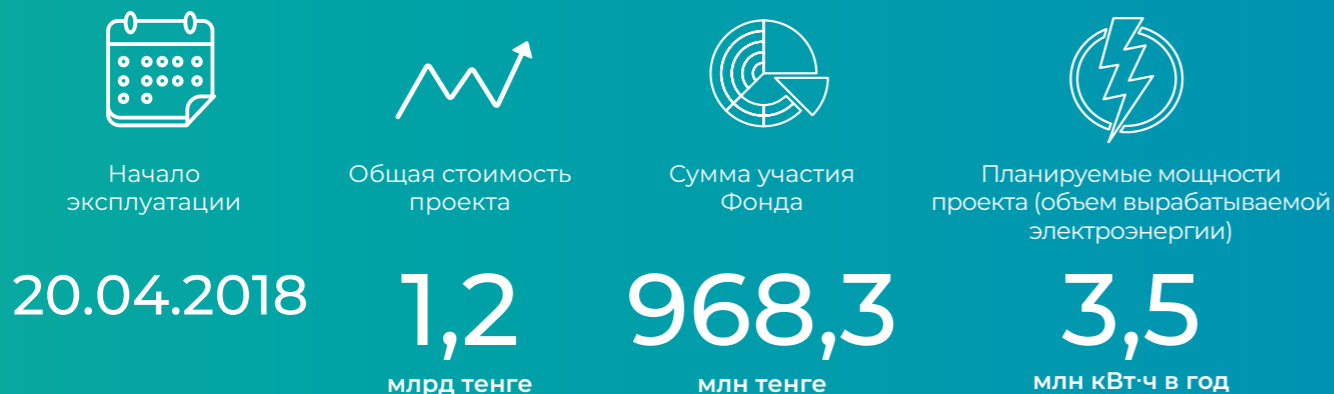 Начало
эксплуатации
20.04.2018
Общая стоимость
проекта
1,2
млрд тенге
Сумма участия
Фонда
968,3
млн тенге
Планируемые мощности
проекта (объем вырабатываемой
электроэнергии)
3,5
млн кВт·ч в год